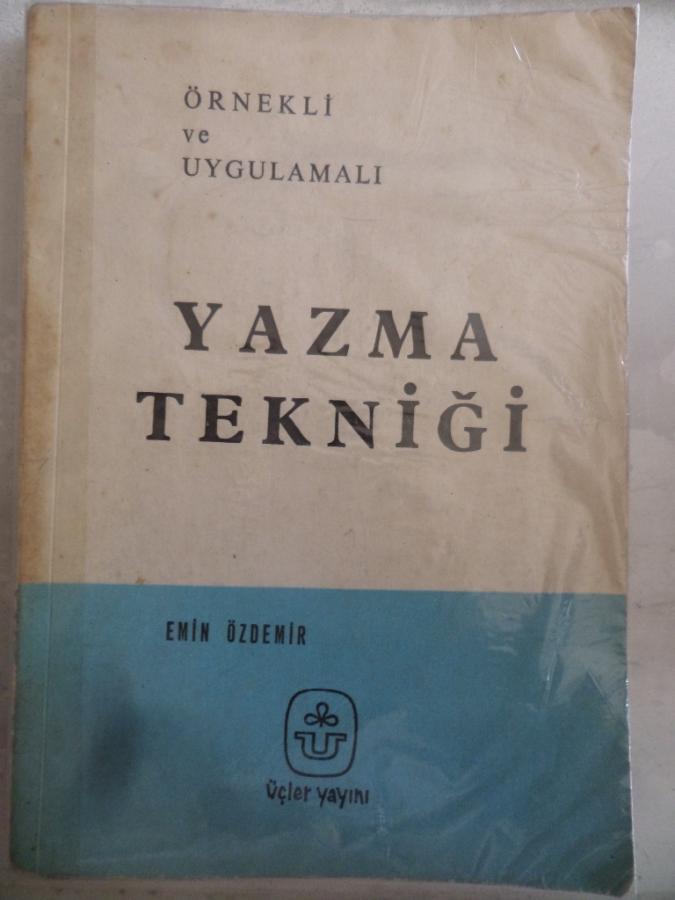 ÖRNEKLİ
ve
UYGULAMALI
YAZMA
TEKNİĞİ
EMİN ÖZDEMİR
üçler yayını